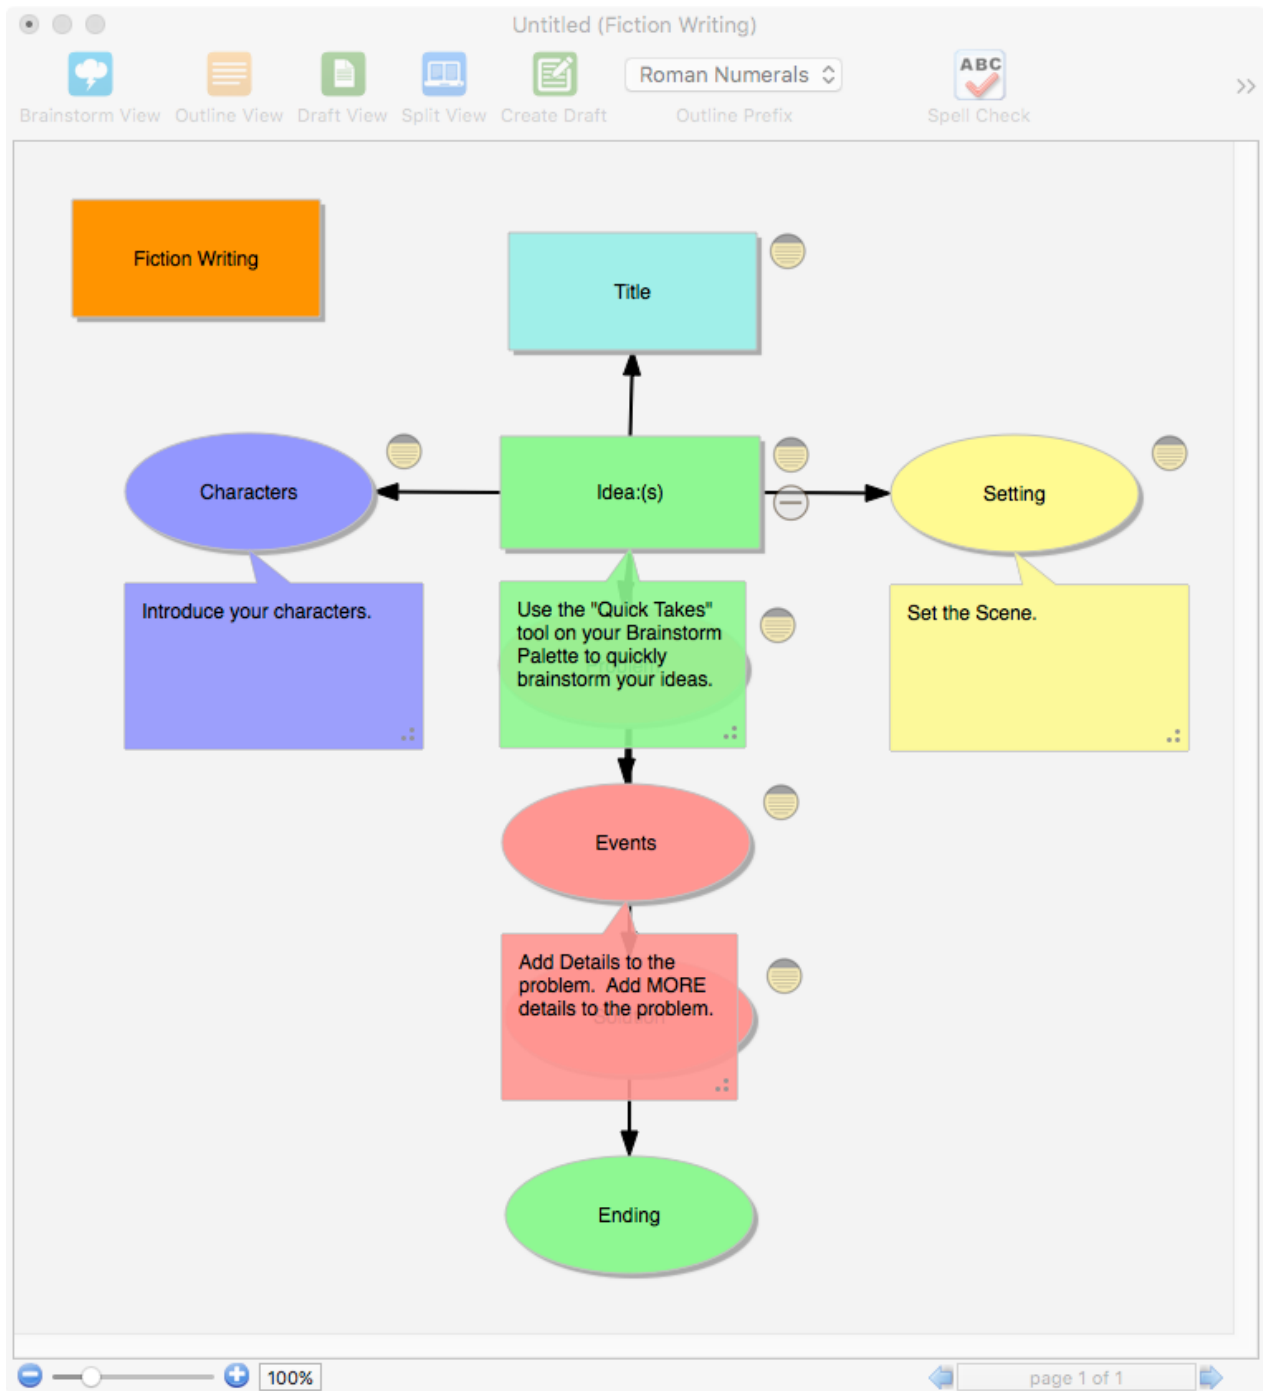 Untitled (Fiction Writing)
Roman Numerals
ABC
Brainstorm View Outline View Draft View Split View Create Draft Outline Prefix Spell Check
Fiction Writing
Title
Characters
Idea:(s)
Setting
Introduce your characters.
Use the "Quick Takes"
tool on your Brainstorm
Palette to quickly
brainstorm your ideas.
Problem
Set the Scene.
Events
Add Details to the
problem.  Add MORE
details to the problem.
Solution
Ending
100%
page 1 of 1